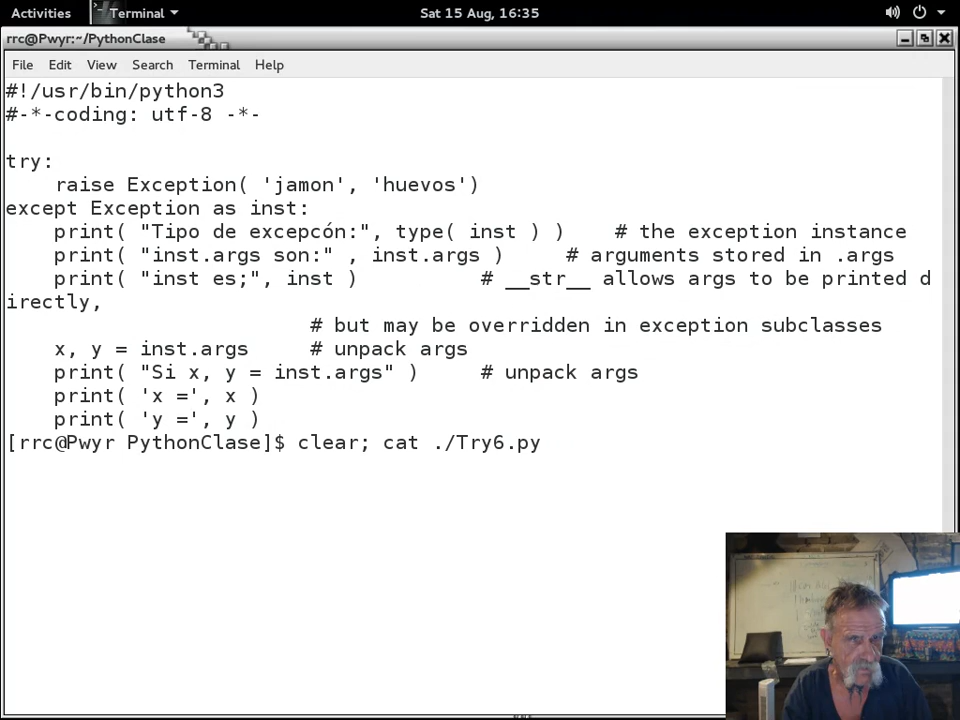 Activities Terminal Sat 15 Aug, 16:35
rrc@Pwyr:~/PythonClase
File Edit View Search Terminal Help
#!/usr/bin/python3
#-*-coding: utf-8 -*-
try:
    raise Exception( 'jamon', 'huevos')
except Exception as inst:
    print( "Tipo de excepcón:", type( inst ) )    # the exception instance
    print( "inst.args son:" , inst.args )     # arguments stored in .args
    print( "inst es;", inst )          # __str__ allows args to be printed d
irectly,
                         # but may be overridden in exception subclasses
    x, y = inst.args     # unpack args
    print( "Si x, y = inst.args" )     # unpack args
    print( 'x =', x )
    print( 'y =', y )
[rrc@Pwyr PythonClase]$ clear; cat ./Try6.py